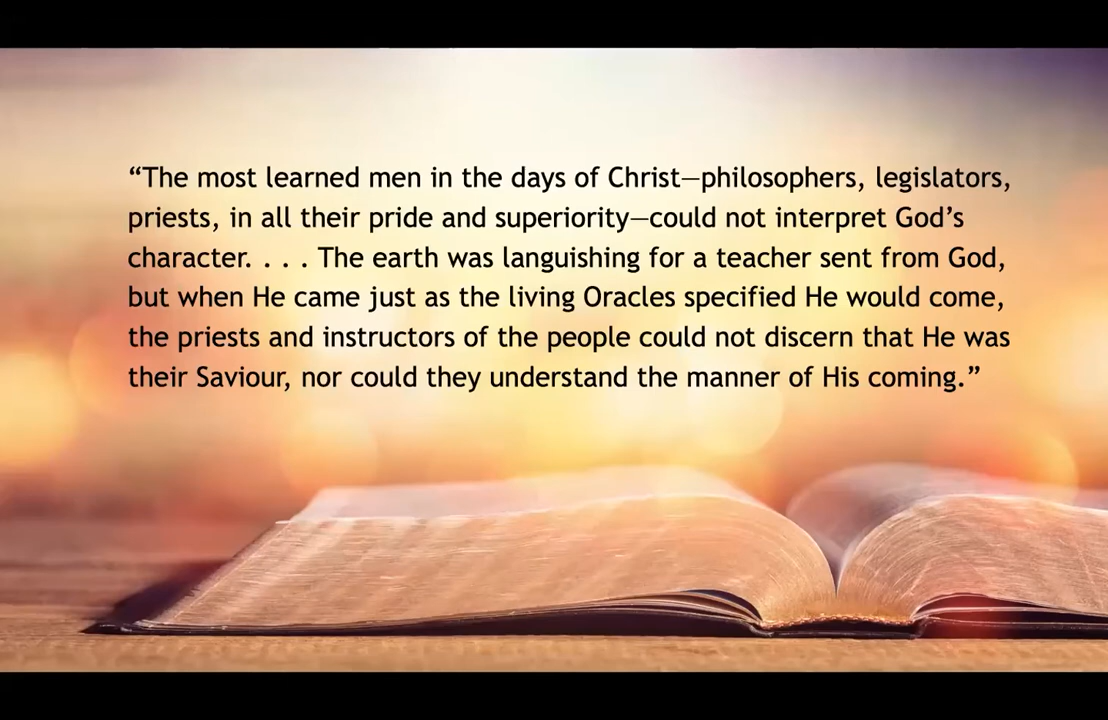 “The most learned men in the days of Christ—philosophers, legislators,
priests, in all their pride and superiority—could not interpret God’s
character. . . . The earth was languishing for a teacher sent from God,
but when He came just as the living Oracles specified He would come,
the priests and instructors of the people could not discern that He was
their Saviour, nor could they understand the manner of His coming.”